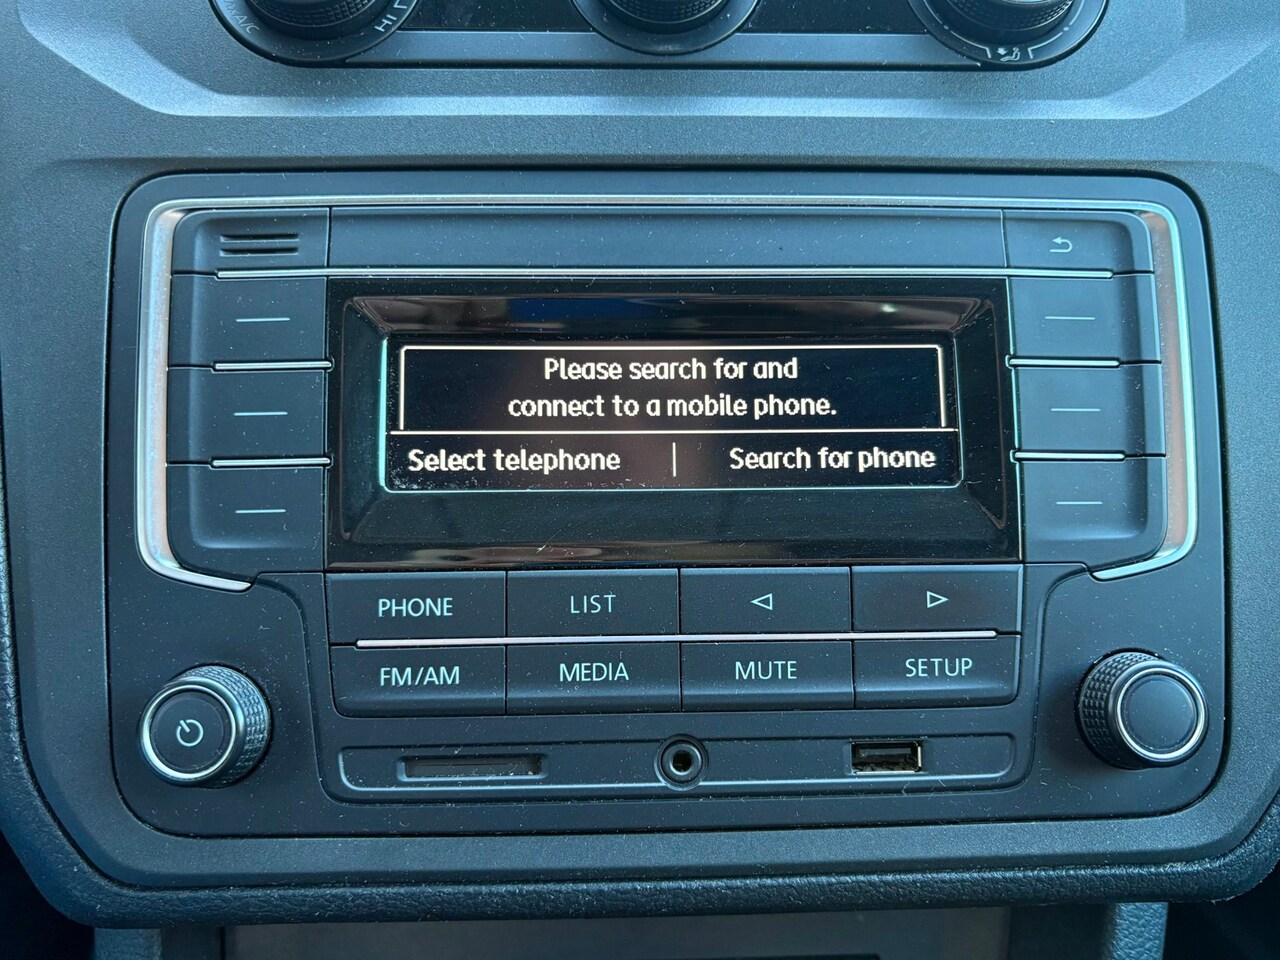 HI
Please search for and
connect to a mobile phone.
Select telephone | Search for phone
PHONE LIST
FM/AM MEDIA MUTE SETUP